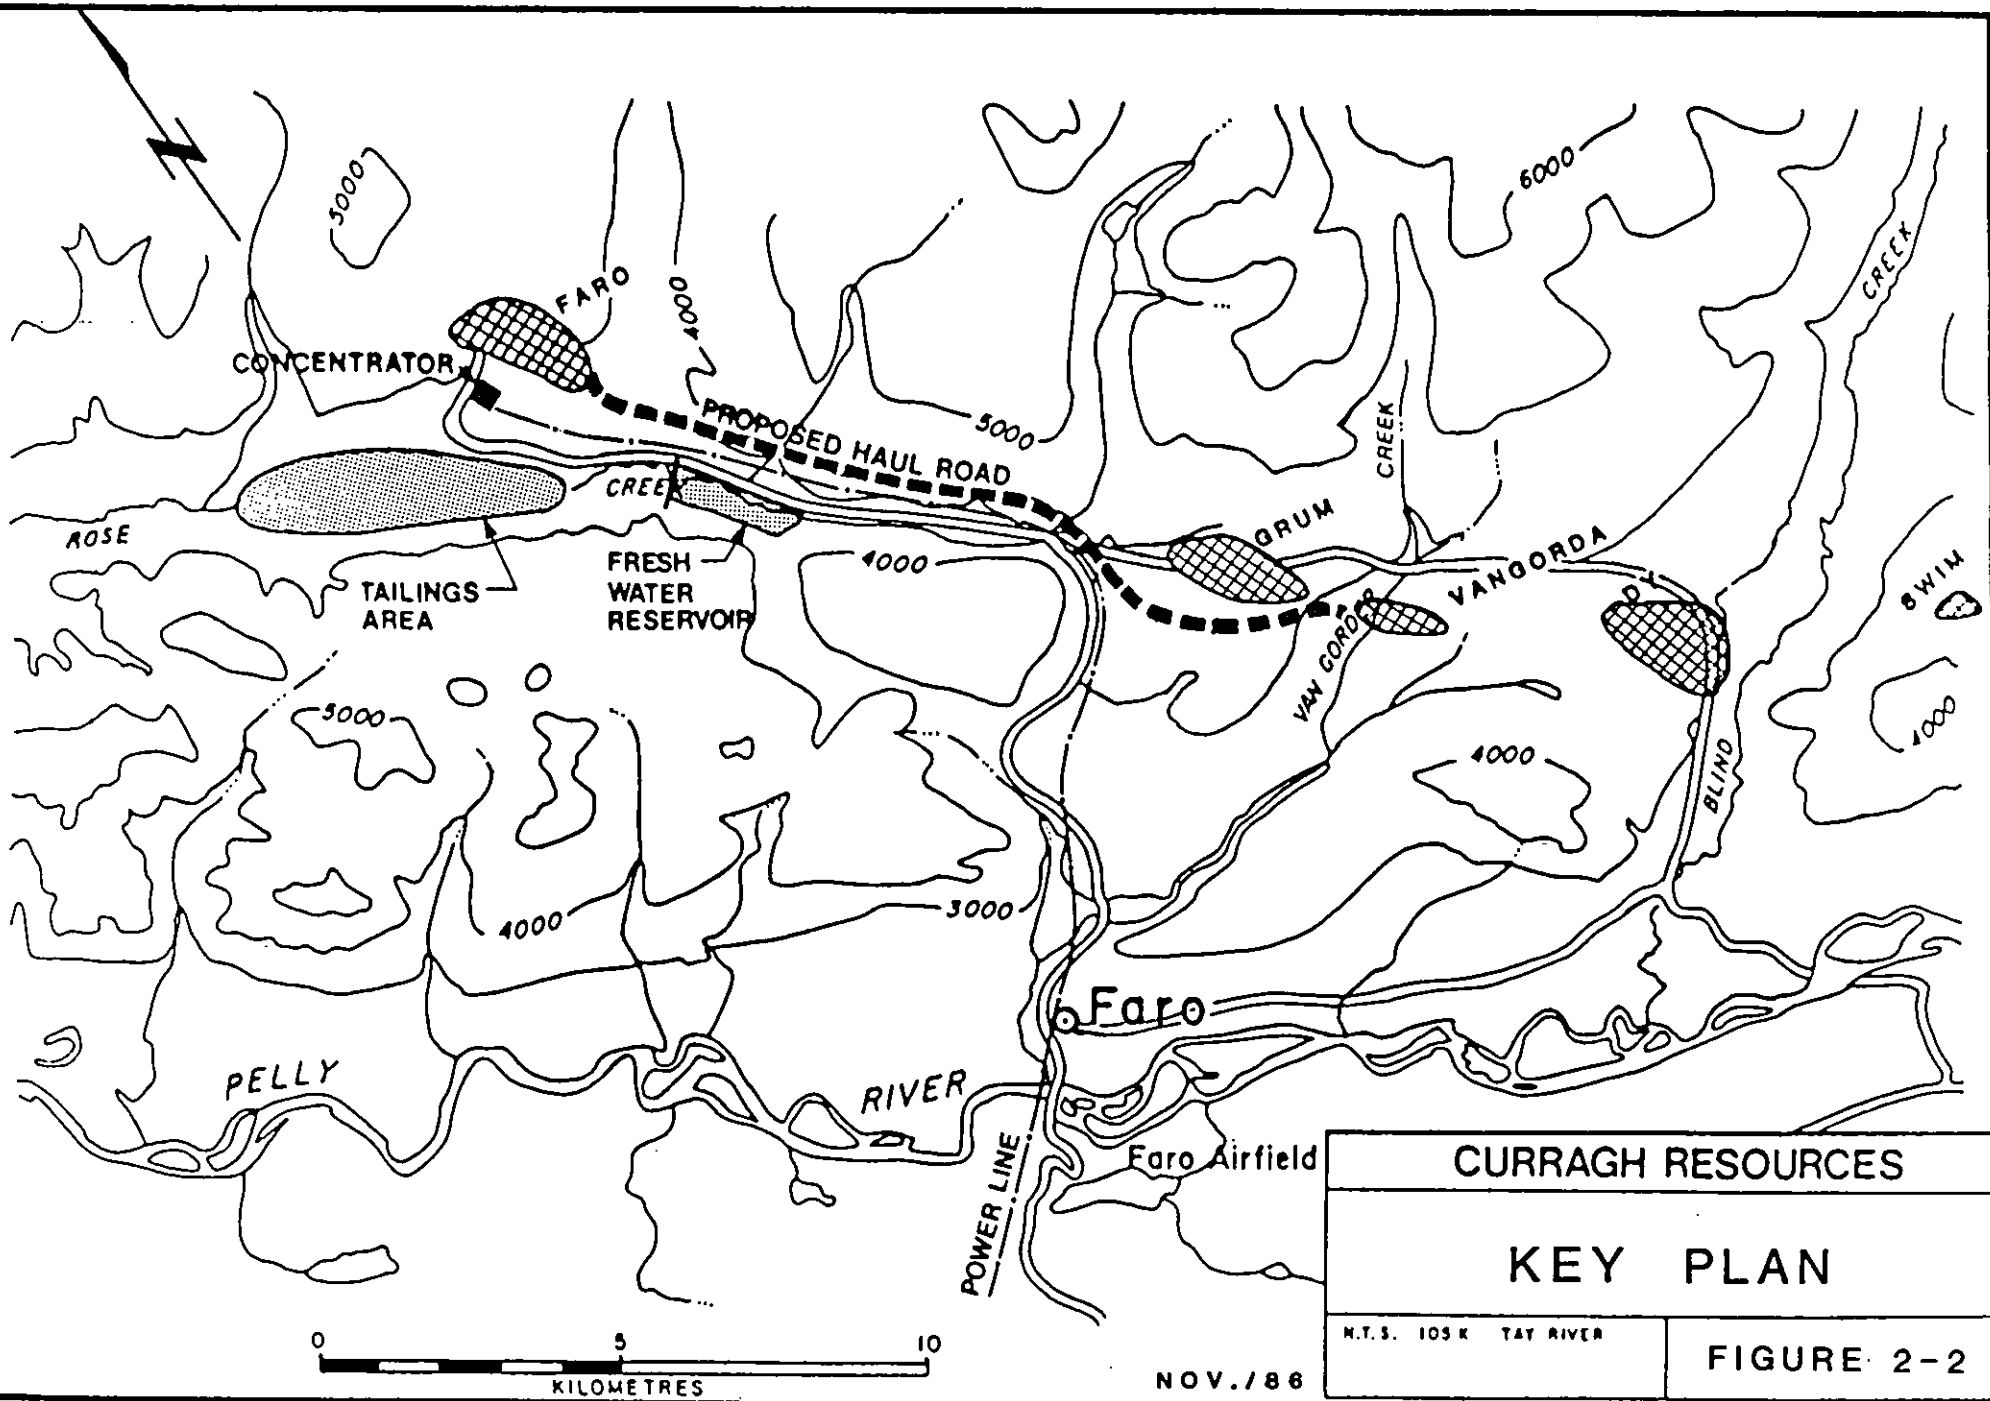 5000
6000
CREEK
FARO
4000
CONCENTRATOR
PROPOSED HAUL ROAD
5000
CREEK
CREEK
ROSE
TAILINGS
AREA
FRESH
WATER
RESERVOIR
4000
GRUM
VANGORDA
DY
SWIM
VAN GORDER
5000
4000
4000
BLIND
4000
3000
Faro
PELLY
RIVER
POWER LINE
Faro Airfield
CURRAGH RESOURCES
KEY PLAN
N.T.S. 105 K TAY RIVER
FIGURE 2-2
0 5 10
KILOMETRES
NOV./86